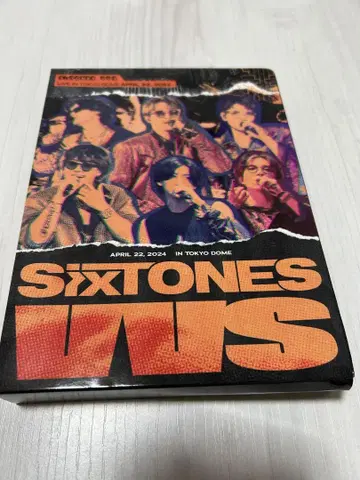 APRIL 22, 2024 IN TOKYO DOME
SixTONES
VVS